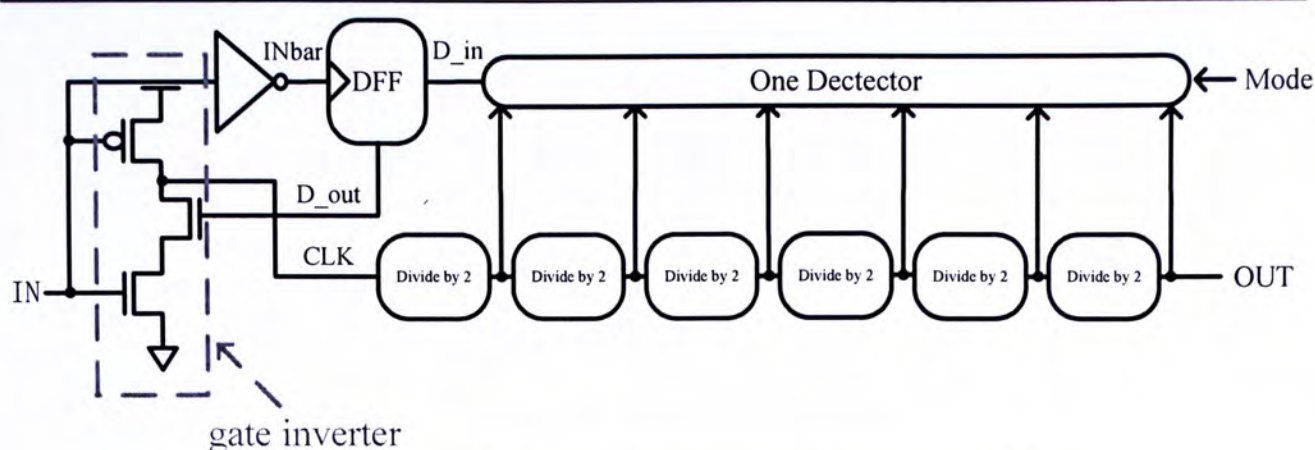 INbar
D_in
DFF
One Dectector
Mode
D_out
CLK
Divide by 2
Divide by 2
Divide by 2
Divide by 2
Divide by 2
Divide by 2
IN
OUT
gate inverter